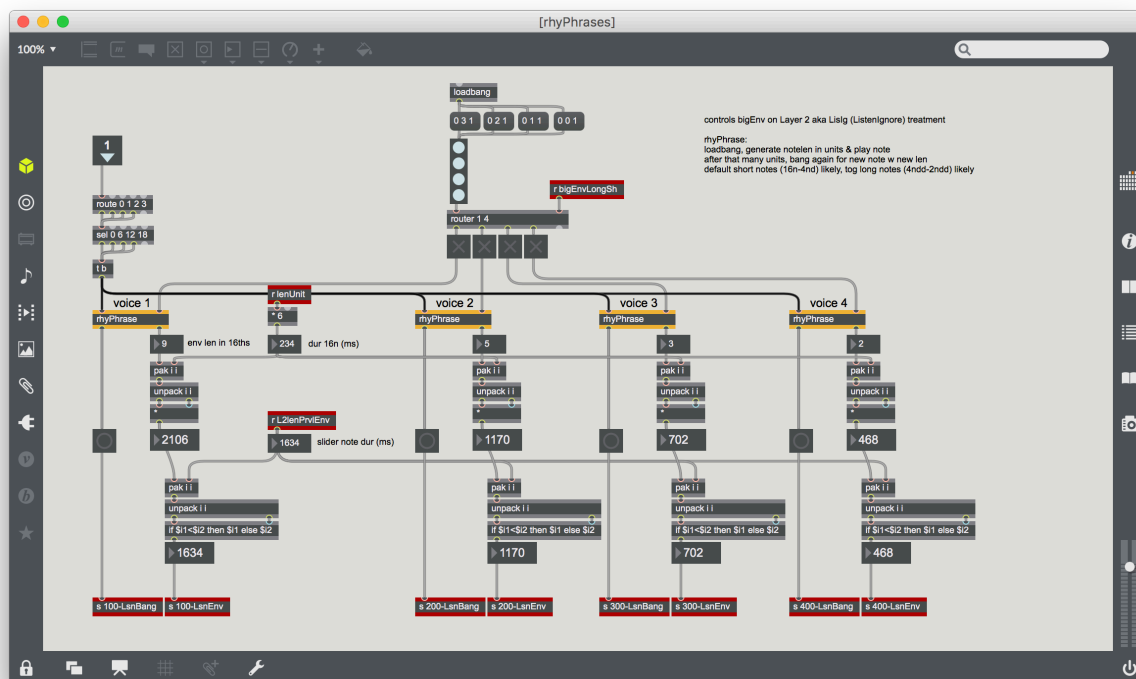 [rhyPhrases]
100%
loadbang
0 3 1
0 2 1
0 1 1
0 0 1
controls bigEnv on Layer 2 aka LisIg (ListenIgnore) treatment
rhyPhrase:
loadbang, generate notelen in units & play note
after that many units, bang again for new note w new len
default short notes (16n-4nd) likely, tog long notes (4ndd-2ndd) likely
1
r bigEnvLongSh
route 0 1 2 3
router 1 4
sel 0 6 12 18
t b
voice 1
r lenUnit
voice 2
voice 3
voice 4
rhyPhrase
* 6
rhyPhrase
rhyPhrase
rhyPhrase
9
env len in 16ths
234
dur 16n (ms)
5
3
2
pak i i
pak i i
pak i i
pak i i
unpack i i
unpack i i
unpack i i
unpack i i
*
*
*
*
r L2lenPrvlEnv
2106
1634
slider note dur (ms)
1170
702
468
pak i i
pak i i
pak i i
pak i i
unpack i i
unpack i i
unpack i i
unpack i i
if $i1<$i2 then $i1 else $i2
if $i1<$i2 then $i1 else $i2
if $i1<$i2 then $i1 else $i2
if $i1<$i2 then $i1 else $i2
1634
1170
702
468
s 100-LsnBang
s 100-LsnEnv
s 200-LsnBang
s 200-LsnEnv
s 300-LsnBang
s 300-LsnEnv
s 400-LsnBang
s 400-LsnEnv